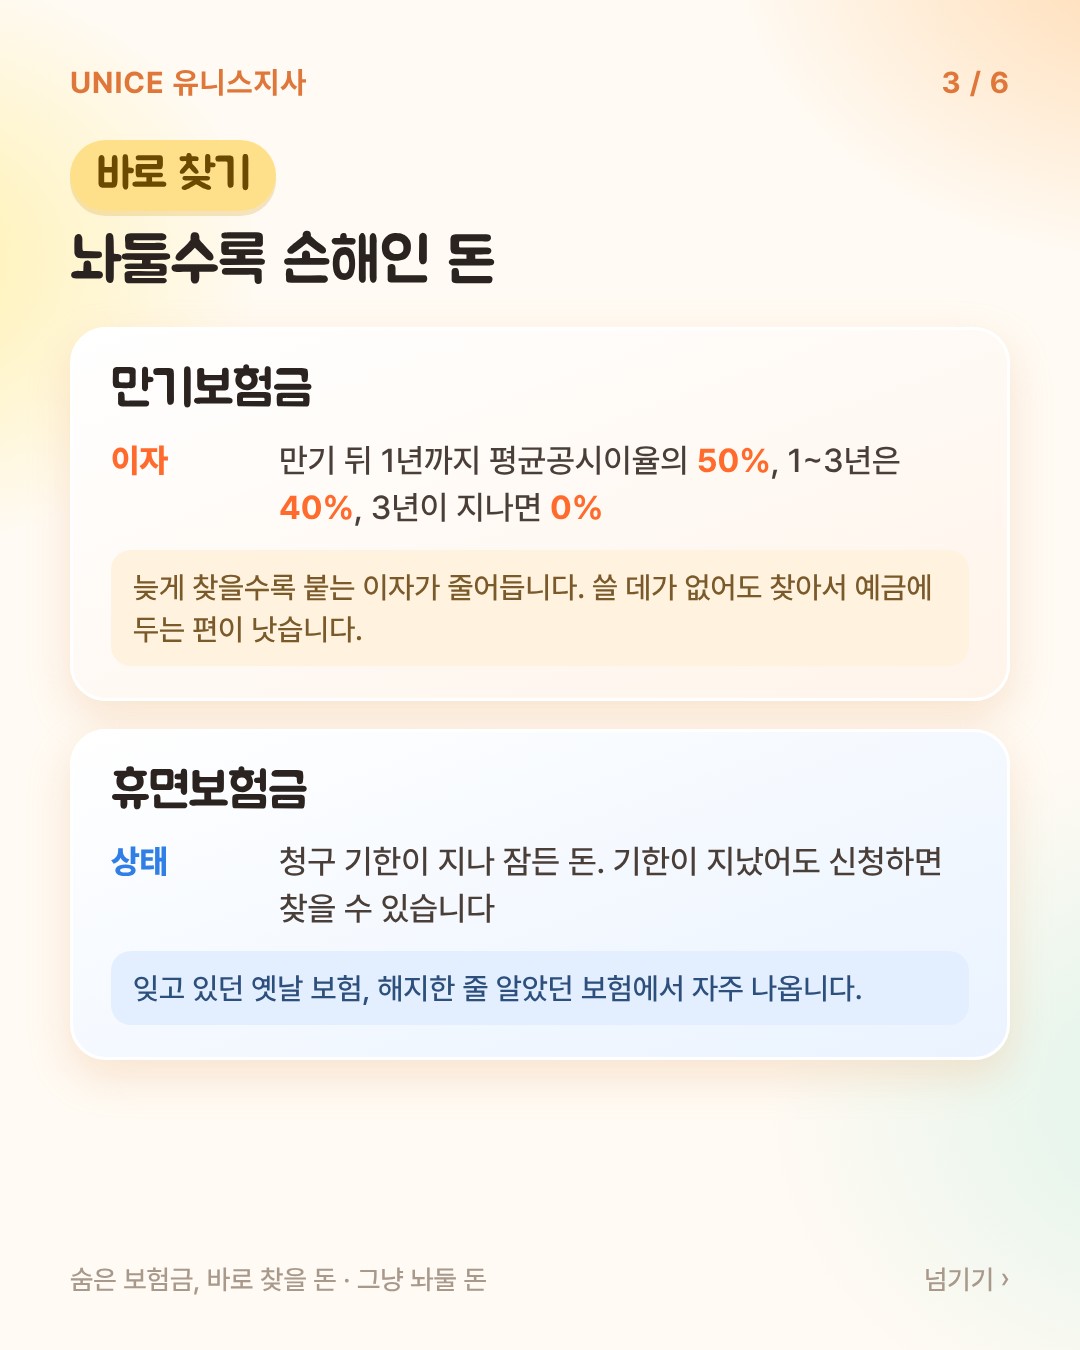 UNICE 유니스지사
3 / 6
바로 찾기
놔둘수록 손해인 돈
만기보험금
이자
만기 뒤 1년까지 평균공시이율의 50%, 1~3년은
40%, 3년이 지나면 0%
늦게 찾을수록 붙는 이자가 줄어듭니다. 쓸 데가 없어도 찾아서 예금에
두는 편이 낫습니다.
휴면보험금
상태
청구 기한이 지나 잠든 돈. 기한이 지났어도 신청하면
찾을 수 있습니다
잊고 있던 옛날 보험, 해지한 줄 알았던 보험에서 자주 나옵니다.
숨은 보험금, 바로 찾을 돈 · 그냥 놔둘 돈
넘기기 ›